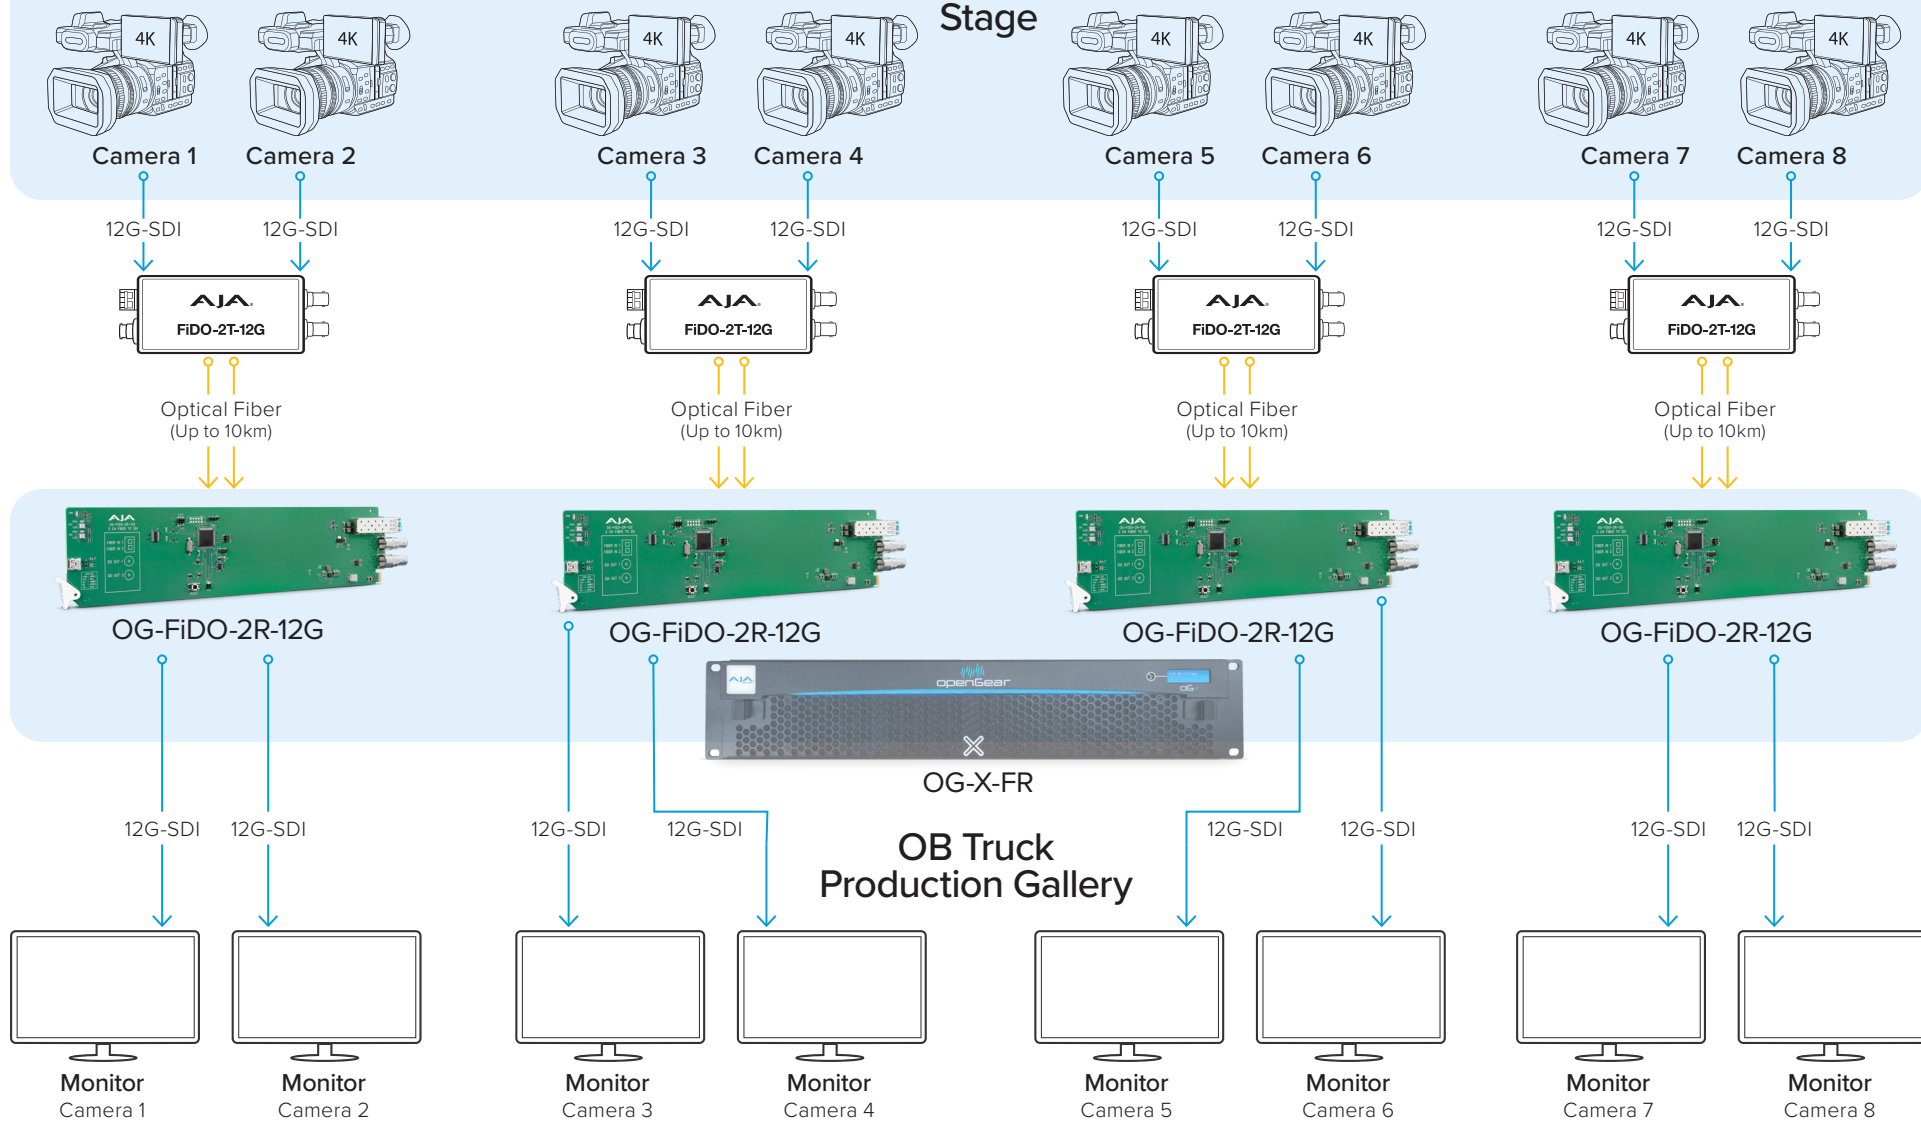 Stage
4K
4K
4K
4K
4K
4K
4K
4K
Camera 1
Camera 2
Camera 3
Camera 4
Camera 5
Camera 6
Camera 7
Camera 8
12G-SDI
12G-SDI
12G-SDI
12G-SDI
12G-SDI
12G-SDI
12G-SDI
12G-SDI
AJA
FiDO-2T-12G
AJA
FiDO-2T-12G
AJA
FiDO-2T-12G
AJA
FiDO-2T-12G
Optical Fiber
(Up to 10km)
Optical Fiber
(Up to 10km)
Optical Fiber
(Up to 10km)
Optical Fiber
(Up to 10km)
AJA
AJA
AJA
AJA
OG-FiDO-2R-12G
OG-FiDO-2R-12G
OG-FiDO-2R-12G
OG-FiDO-2R-12G
AJA
openGear
OG-X-FR
12G-SDI
12G-SDI
12G-SDI
12G-SDI
12G-SDI
12G-SDI
12G-SDI
12G-SDI
OB Truck
Production Gallery
Monitor
Camera 1
Monitor
Camera 2
Monitor
Camera 3
Monitor
Camera 4
Monitor
Camera 5
Monitor
Camera 6
Monitor
Camera 7
Monitor
Camera 8